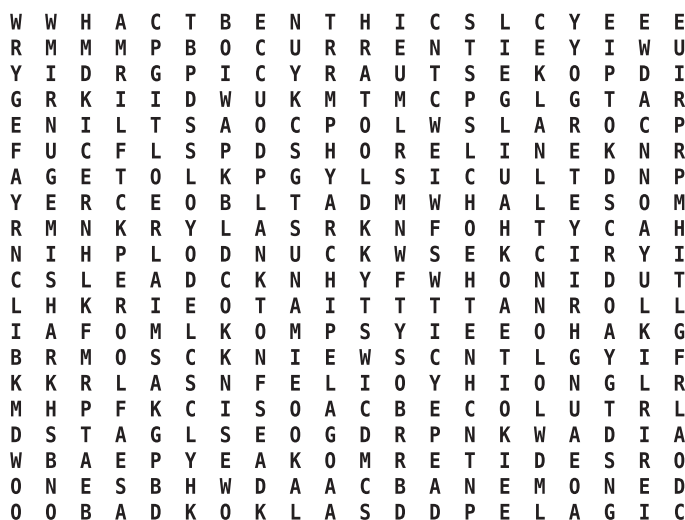 W W H A C T B E N T H I C S L C Y E E E
R M M M P B O C U R R E N T I E Y I W U
Y I D R G P I C Y R A U T S E K O P D I
G R K I I D W U K M T M C P G L G T A R
E N I L T S A O C P O L W S L A R O C P
F U C F L S P D S H O R E L I N E K N R
A G E T O L K P G Y L S I C U L T D N P
Y E R C E O B L T A D M W H A L E S O M
R M N K R Y L A S R K N F O H T Y C A H
N I H P L O D N U C K W S E K C I R Y I
C S L E A D C K N H Y F W H O N I D U T
L H K R I E O T A I T T T T A N R O L L
I A F O M L K O M P S Y I E E O H A K G
B R M O S C K N I E W S C N T L G Y I F
K K R L A S N F E L I O Y H I O N G L R
M H P F K C I S O A C B E C O L U T R L
D S T A G L S E O G D R P N K W A D I A
W B A E P Y E A K O M R E T I D E S R O
O N E S B H W D A A C B A N E M O N E D
O O B A D K O K L A S D D P E L A G I C